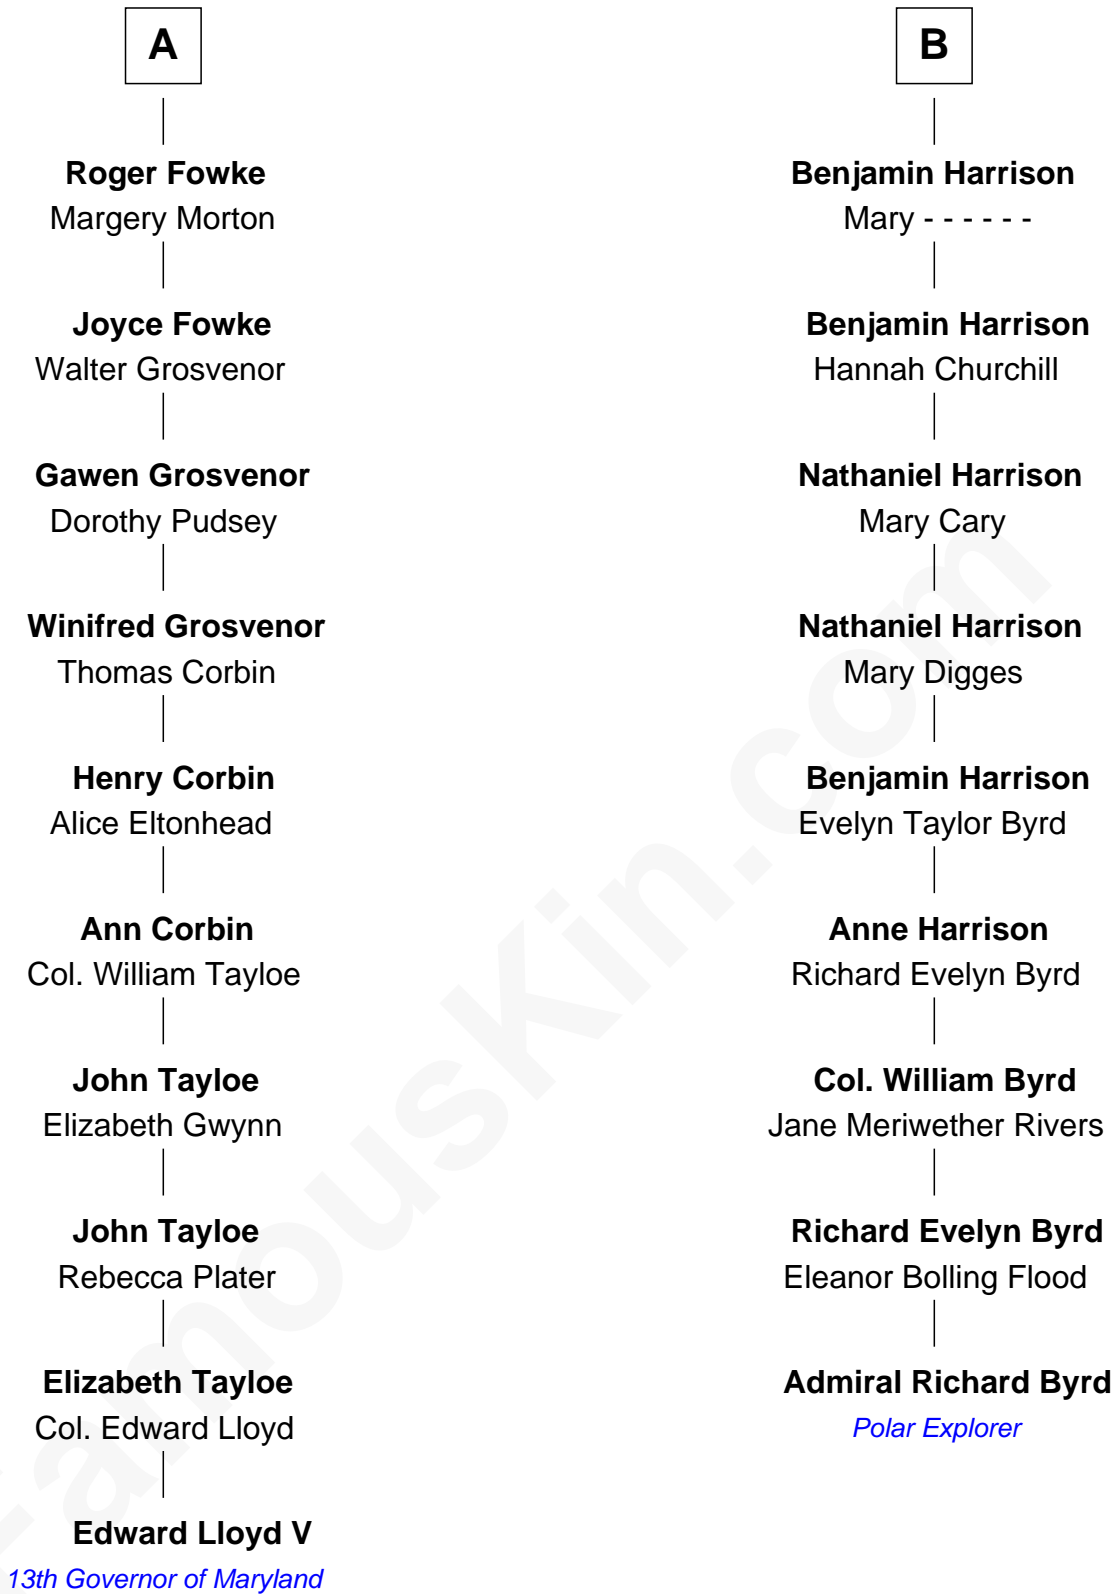 A
Roger Fowke
Margery Morton
Joyce Fowke
Walter Grosvenor
Gawen Grosvenor
Dorothy Pudsey
Winifred Grosvenor
Thomas Corbin
Henry Corbin
Alice Eltonhead
Ann Corbin
Col. William Tayloe
John Tayloe
Elizabeth Gwynn
John Tayloe
Rebecca Plater
Elizabeth Tayloe
Col. Edward Lloyd
Edward Lloyd V
13th Governor of Maryland
B
Benjamin Harrison
Mary - - - - - -
Benjamin Harrison
Hannah Churchill
Nathaniel Harrison
Mary Cary
Nathaniel Harrison
Mary Digges
Benjamin Harrison
Evelyn Taylor Byrd
Anne Harrison
Richard Evelyn Byrd
Col. William Byrd
Jane Meriwether Rivers
Richard Evelyn Byrd
Eleanor Bolling Flood
Admiral Richard Byrd
Polar Explorer
FamousKin.com